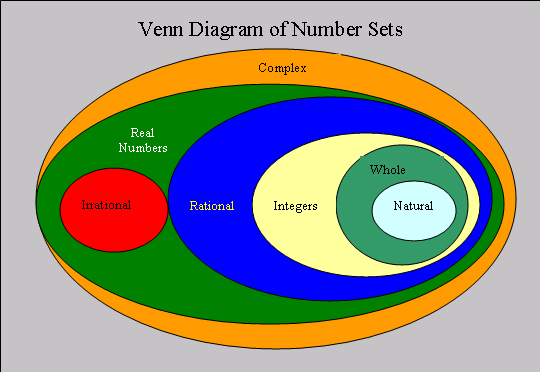 Venn Diagram of Number Sets
Complex
Real
Numbers
Whole
Irrational
Rational
Integers
Natural